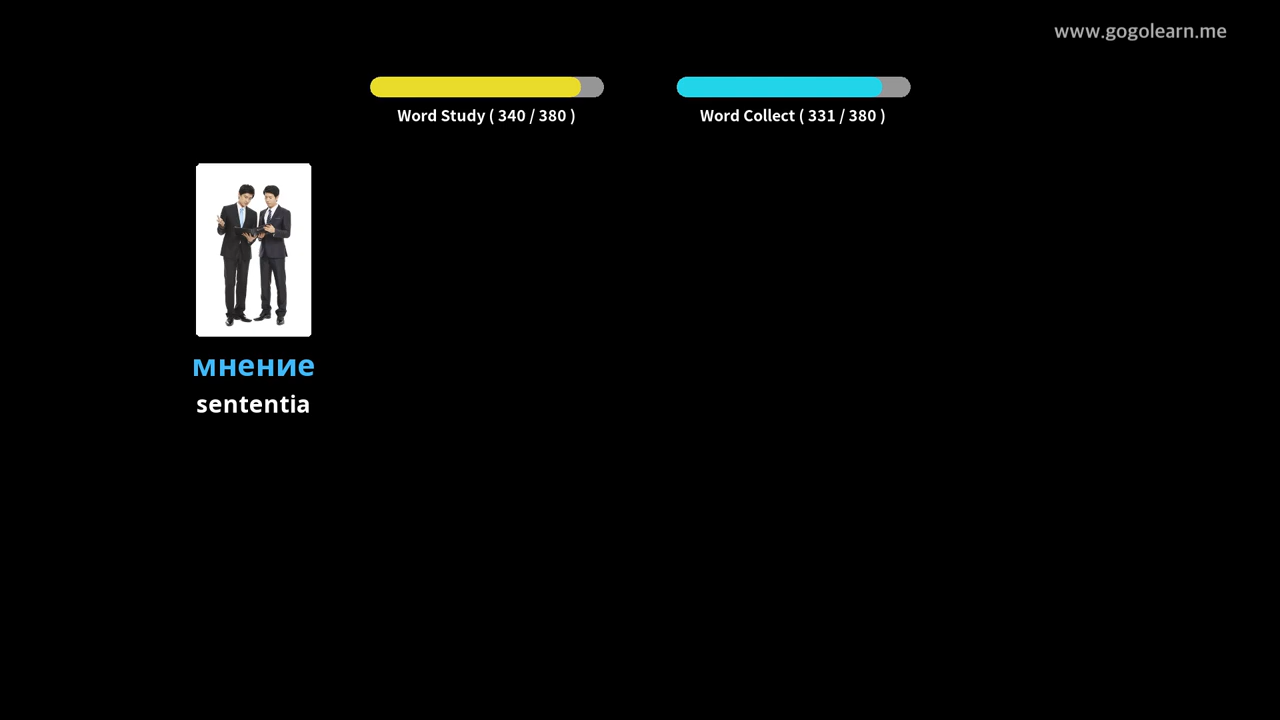 www.gogolearn.me
Word Study ( 340 / 380 )
Word Collect ( 331 / 380 )
мнение
sententia